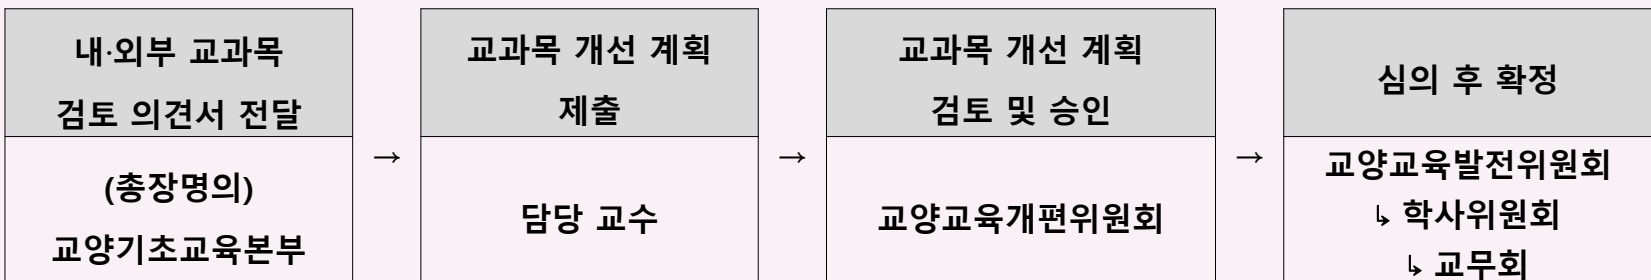 내·외부 교과목
검토 의견서 전달
(총장명의)
교양기초교육본부
→
교과목 개선 계획
제출
담당 교수
→
교과목 개선 계획
검토 및 승인
교양교육개편위원회
→
심의 후 확정
교양교육발전위원회
↳ 학사위원회
↳ 교무회